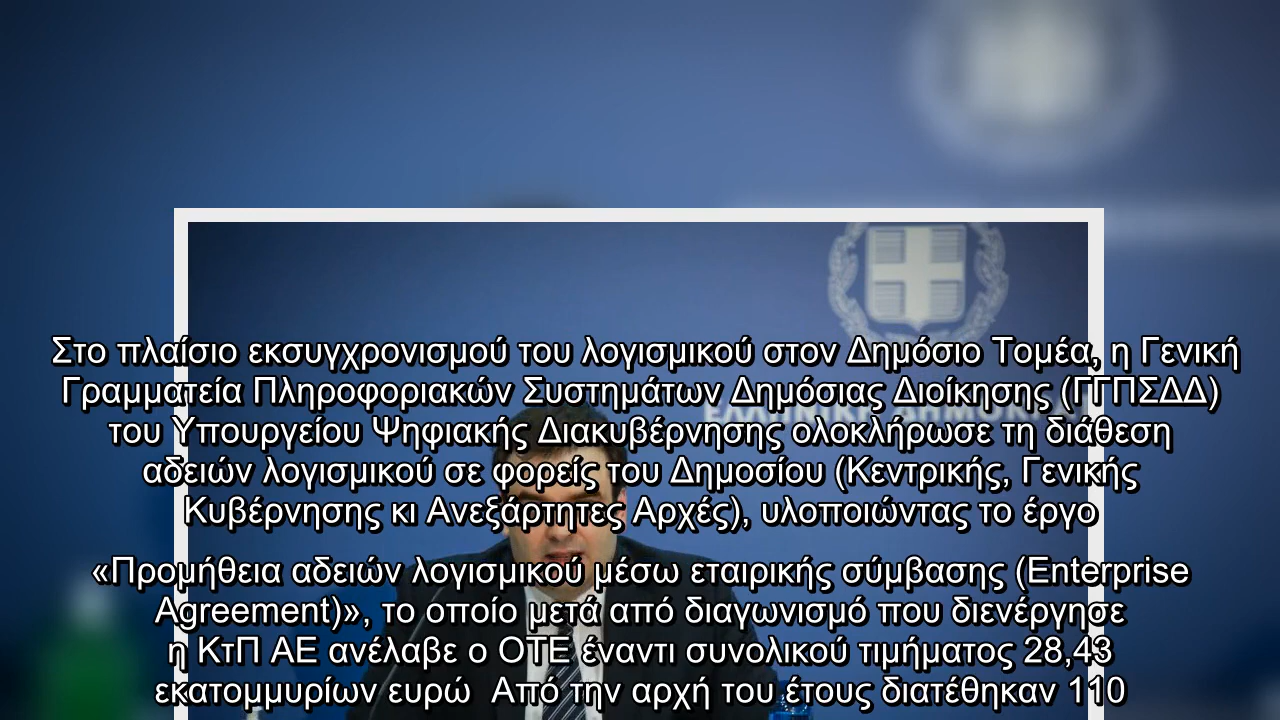 Στο πλαίσιο εκσυγχρονισμού του λογισμικού στον Δημόσιο Τομέα, η Γενική
Γραμματεία Πληροφοριακών Συστημάτων Δημόσιας Διοίκησης (ΓΓΠΣΔΔ)
του Υπουργείου Ψηφιακής Διακυβέρνησης ολοκλήρωσε τη διάθεση
αδειών λογισμικού σε φορείς του Δημοσίου (Κεντρικής, Γενικής
Κυβέρνησης κι Ανεξάρτητες Αρχές), υλοποιώντας το έργο
«Προμήθεια αδειών λογισμικού μέσω εταιρικής σύμβασης (Enterprise
Agreement)», το οποίο μετά από διαγωνισμό που διενέργησε
η ΚτΠ ΑΕ ανέλαβε ο ΟΤΕ έναντι συνολικού τιμήματος 28,43
εκατομμυρίων ευρώ  Από την αρχή του έτους διατέθηκαν 110